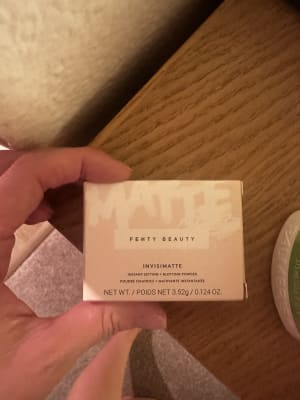 MATTE
FENTY BEAUTY
INVISIMATTE
INSTANT SETTING + BLOTTING POWDER
POUDRE FIXATRICE + MATIFIANTE INSTANTANÉE
NET WT. / POIDS NET 3.52g / 0.124 OZ.